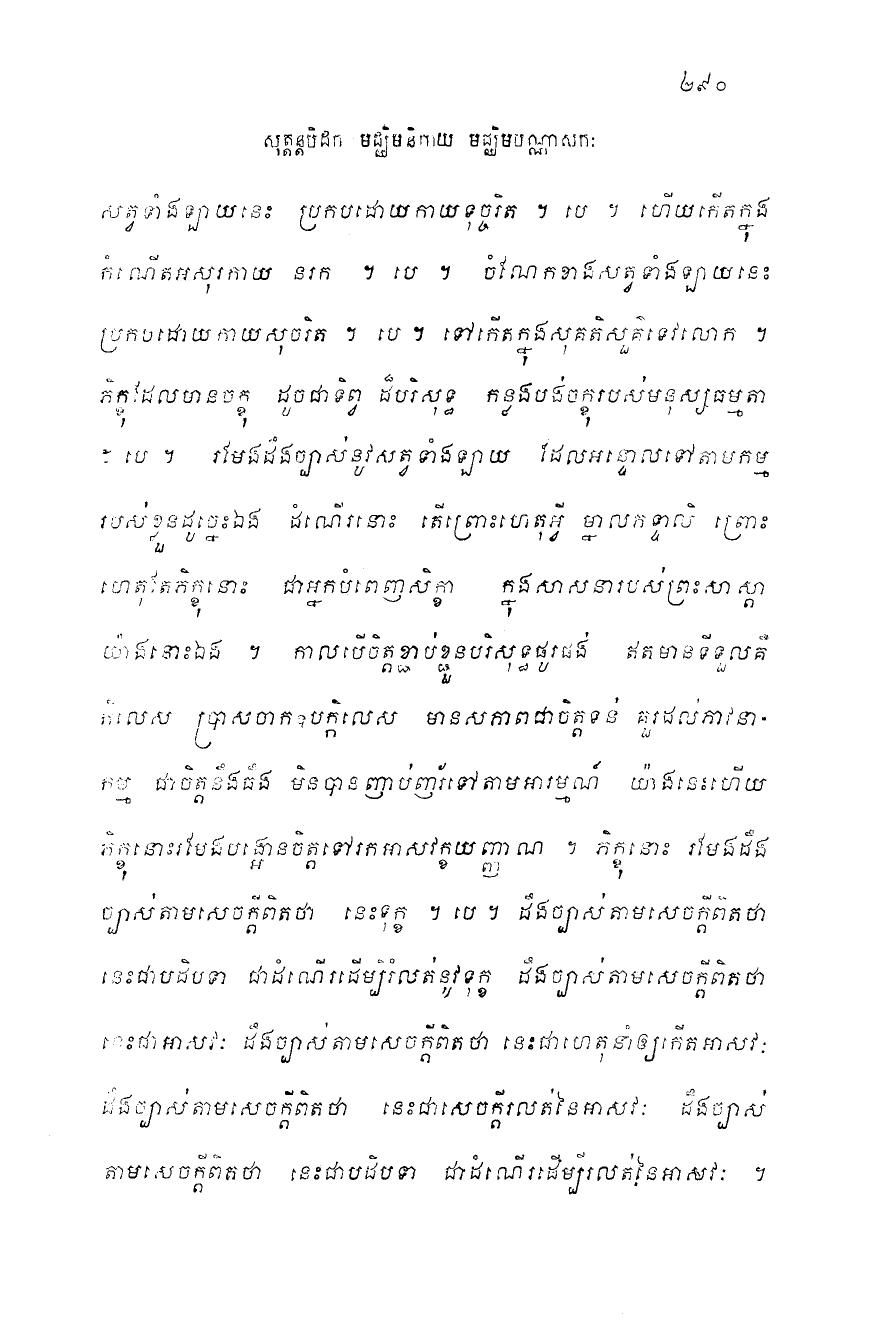 ២៩០
សុត្តន្តបិដក មជ្ឈិមនិកាយ មជ្ឈិមបណ្ណាសកៈ
សត្វទាំងឡាយនេះ ប្រកបដោយកាយទុច្ចរិត ។ បេ ។ ហើយកើតក្នុង
កំណើតអសុរកាយ នរក ។ បេ ។ ចំណែកខាងសត្វទាំងឡាយនេះ
ប្រកបដោយកាយសុចរិត ។ បេ ។ ទៅកើតក្នុងសុគតិសួគ៌ទេវលោក ។
ភិក្ខុដែលមានចក្ខុ ដូចជាទិព្វ ដ៏បរិសុទ្ធ កន្លងបង់ចក្ខុរបស់មនុស្សធម្មតា
។ បេ ។ រមែងដឹងច្បាស់នូវសត្វទាំងឡាយ ដែលអន្ទោលទៅតាមកម្ម
របស់ខ្លួនដូច្នេះឯង ដំណើរនោះ តើព្រោះហេតុអ្វី ម្នាលកន្ទាលិ ព្រោះ
ហេតុតែភិក្ខុនោះ ជាអ្នកបំពេញសិក្ខា ក្នុងសាសនារបស់ព្រះសាស្តា
យ៉ាងនោះឯង ។ កាលបើចិត្តខ្ជាប់ខ្ជួនបរិសុទ្ធផូរផង់ ឥតមានទីទួលគឺ
កិលេស ប្រាសចាកឧបក្កិលេស មានសភាពជាចិត្តទន់ គួរដល់ភាវនា-
កម្ម ជាចិត្តនឹងធឹង មិនបានញាប់ញ័រទៅតាមអារម្មណ៍ យ៉ាងនេះហើយ
ភិក្ខុនោះរមែងបង្អោនចិត្តទៅរកអាសវក្ខយញ្ញាណ ។ ភិក្ខុនោះ រមែងដឹង
ច្បាស់តាមសេចក្តីពិតថា នេះទុក្ខ ។ បេ ។ ដឹងច្បាស់តាមសេចក្តីពិតថា
នេះជាបដិបទា ជាដំណើរដើម្បីរំលត់នូវទុក្ខ ដឹងច្បាស់តាមសេចក្តីពិតថា
នេះជាអាសវៈ ដឹងច្បាស់តាមសេចក្តីពិតថា នេះជាហេតុនាំឲ្យកើតអាសវៈ
ដឹងច្បាស់តាមសេចក្តីពិតថា នេះជាសេចក្តីរលត់នៃអាសវៈ ដឹងច្បាស់
តាមសេចក្តីពិតថា នេះជាបដិបទា ជាដំណើរដើម្បីរលត់នៃអាសវៈ ។